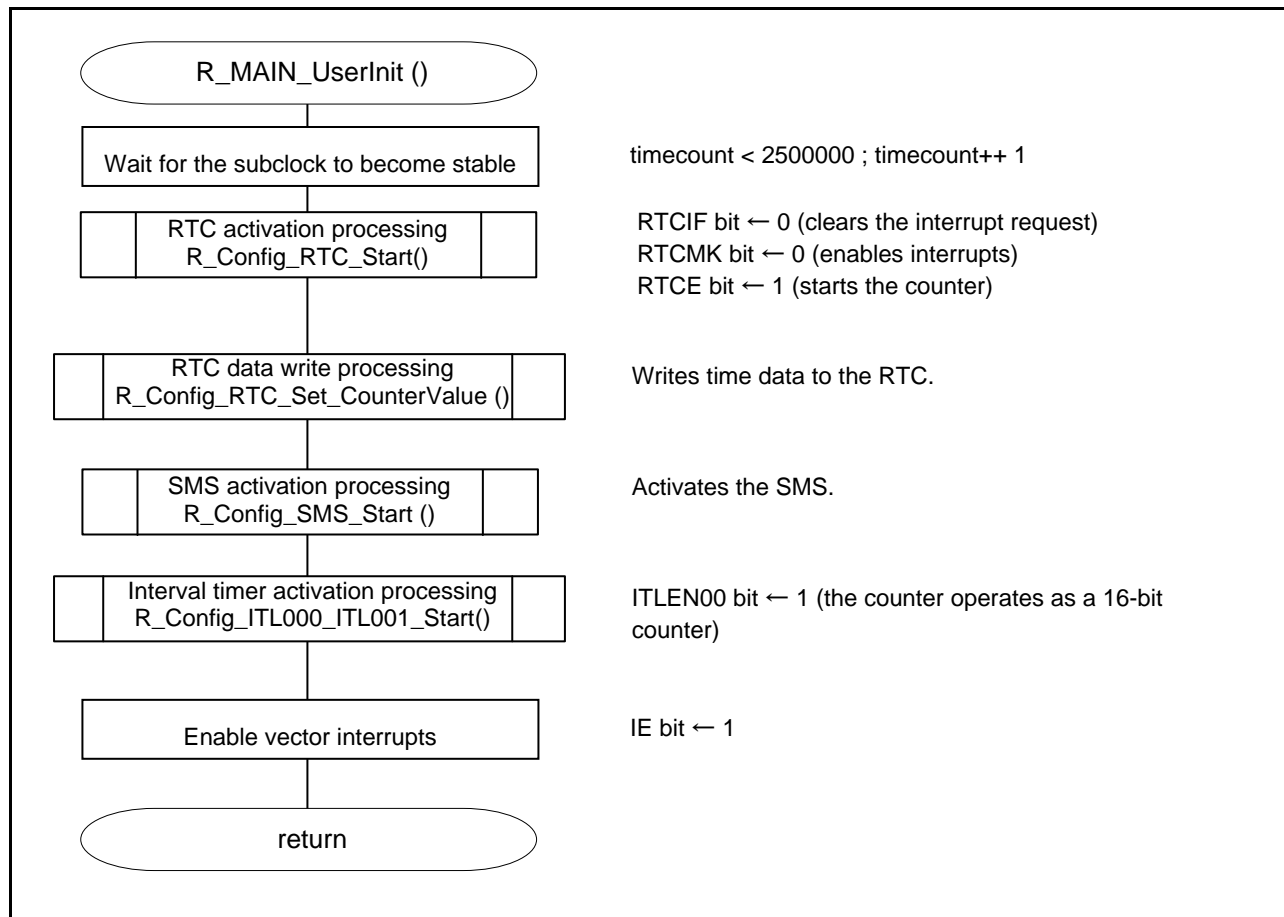 R_MAIN_UserInit ()
Wait for the subclock to become stable
timecount < 2500000 ; timecount++ 1
RTC activation processing
R_Config_RTC_Start()
RTCIF bit ← 0 (clears the interrupt request)
RTCMK bit ← 0 (enables interrupts)
RTCE bit ← 1 (starts the counter)
RTC data write processing
R_Config_RTC_Set_CounterValue ()
Writes time data to the RTC.
SMS activation processing
R_Config_SMS_Start ()
Activates the SMS.
Interval timer activation processing
R_Config_ITL000_ITL001_Start()
ITLEN00 bit ← 1 (the counter operates as a 16-bit
counter)
Enable vector interrupts
IE bit ← 1
return